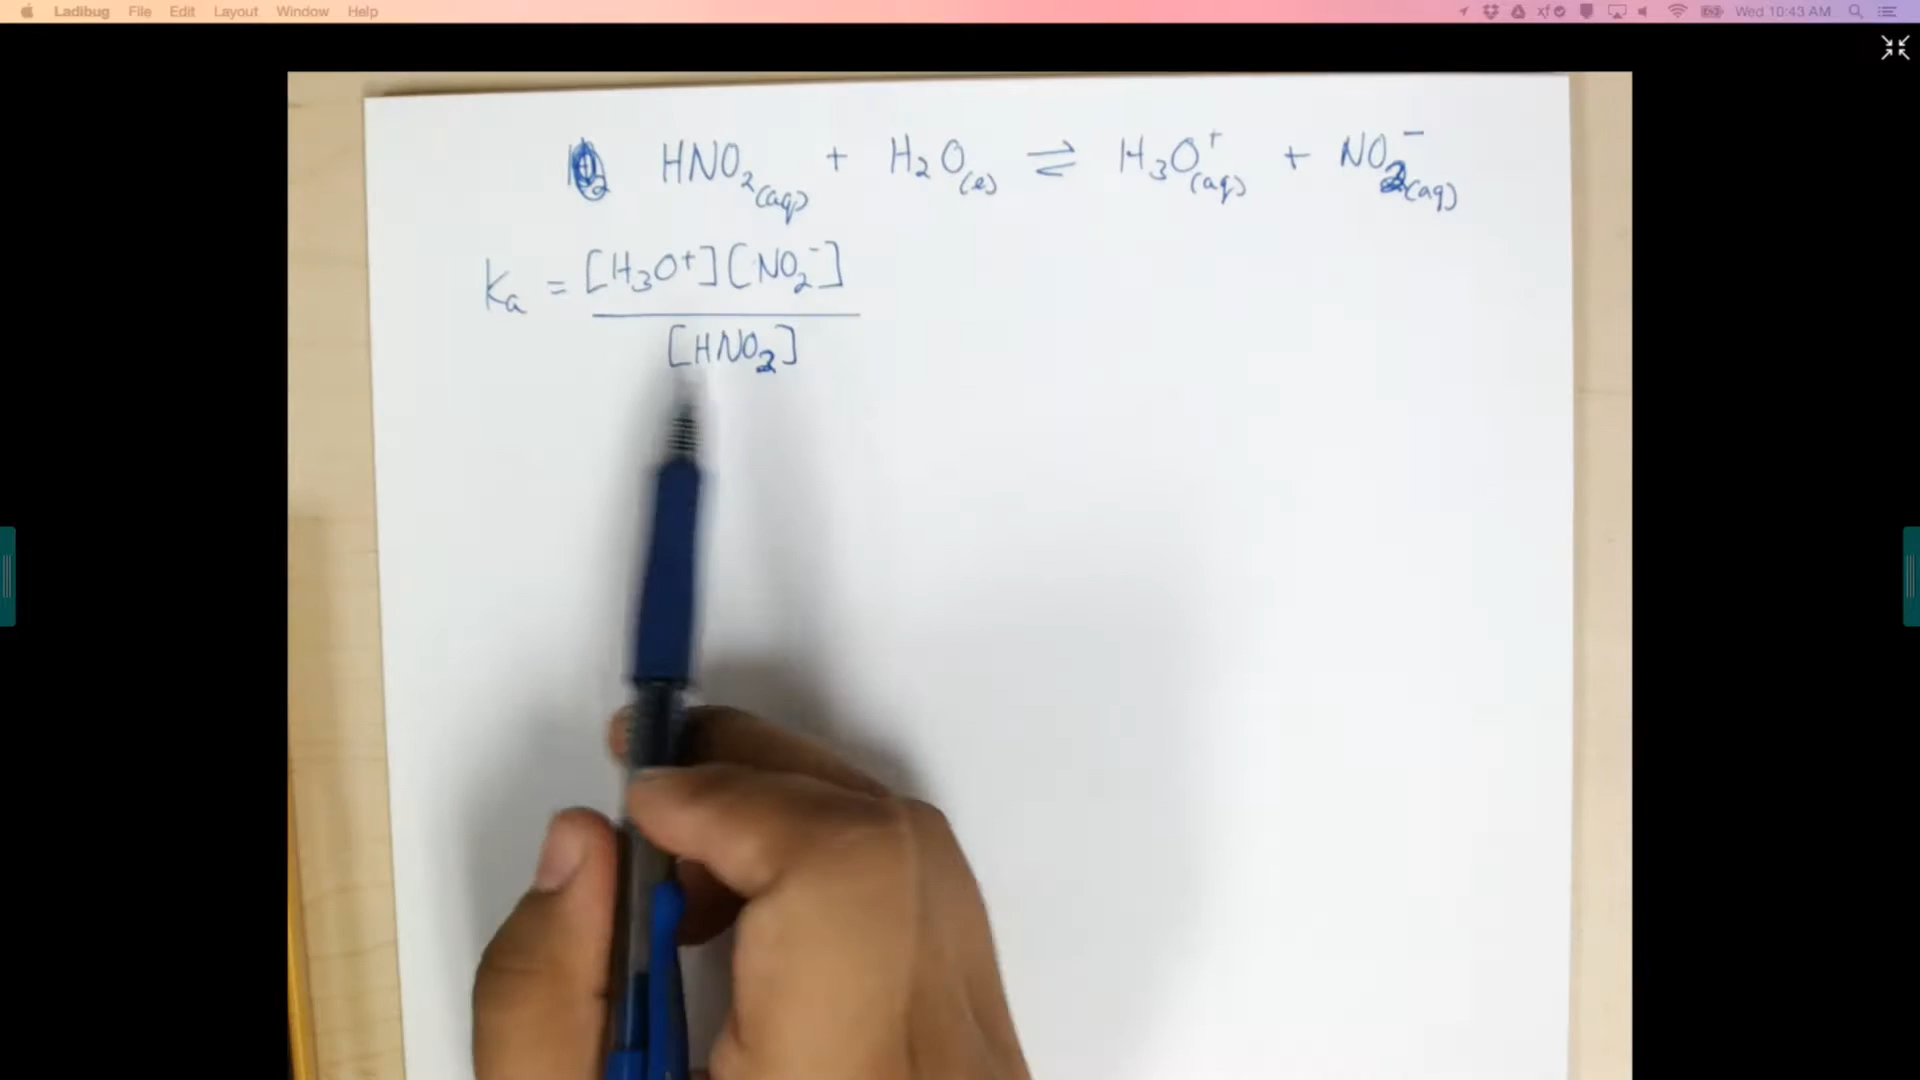 Ladibug File Edit Layout Window Help Wed 10:43 AM
HNO₂(aq) + H₂O(l) ⇌ H₃O⁺(aq) + NO₂⁻(aq)
Ka = [H₃O⁺][NO₂⁻]
[HNO₂]